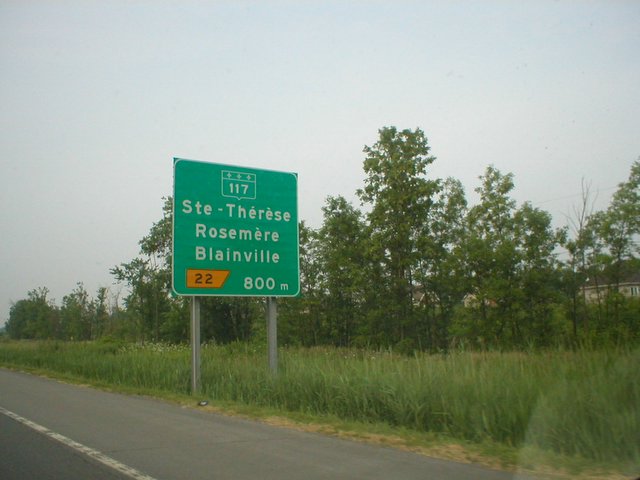 117
Ste-Thérèse
Rosemère
Blainville
22 800 m